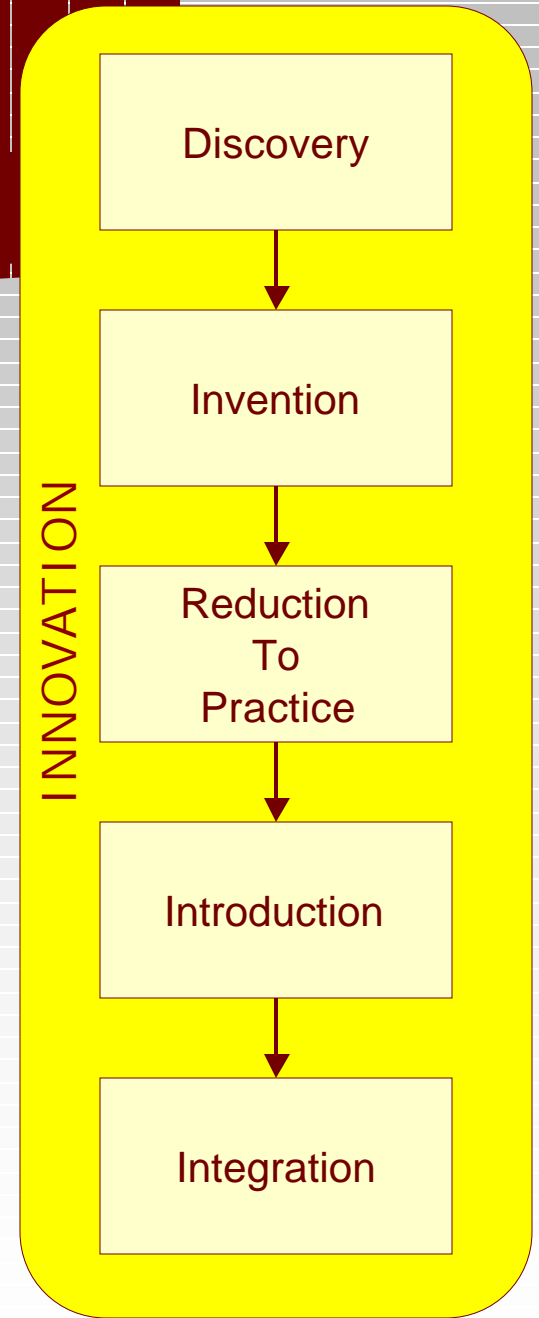 INNOVATION
Discovery
Invention
Reduction
To
Practice
Introduction
Integration